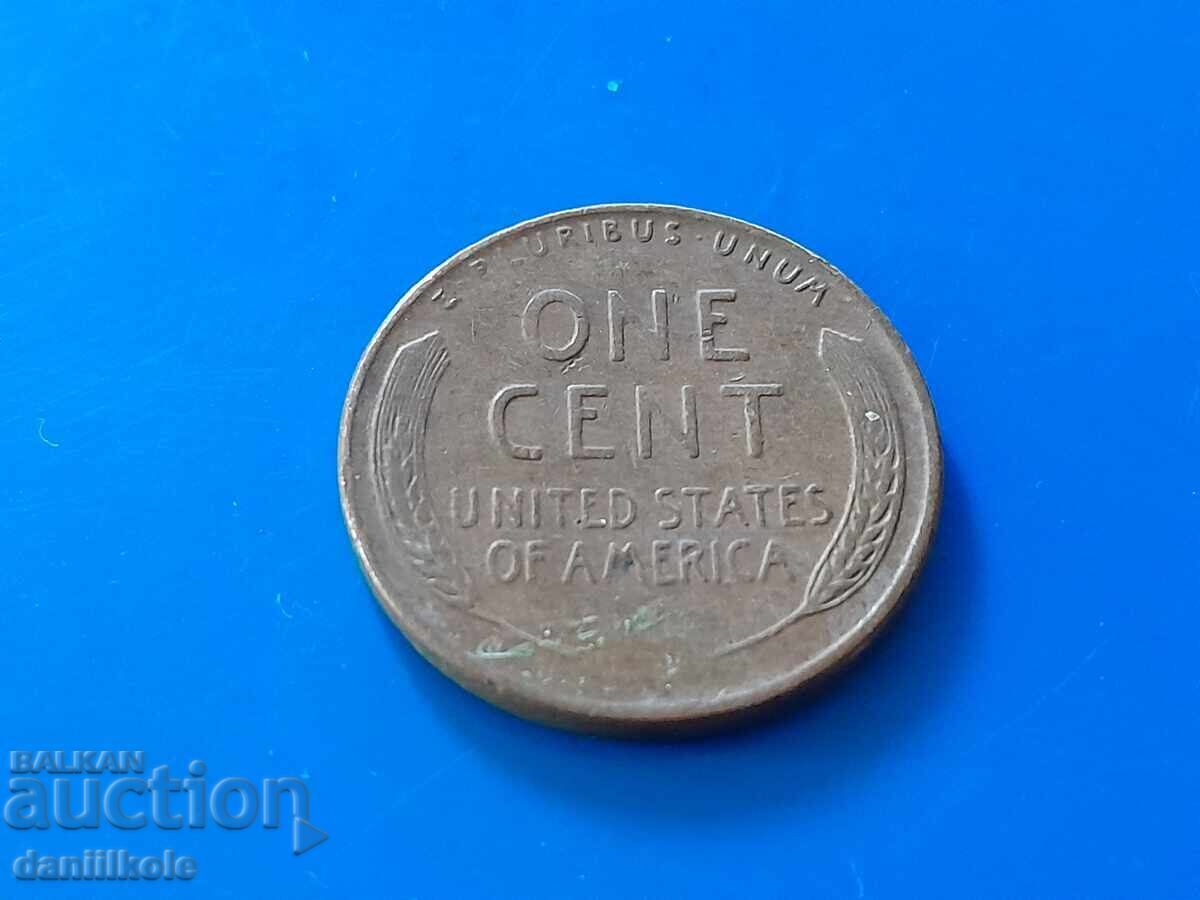 E PLURIBUS · UNUM
ONE
CENT
UNITED STATES
OF AMERICA
BALKAN
auction
daniilkole